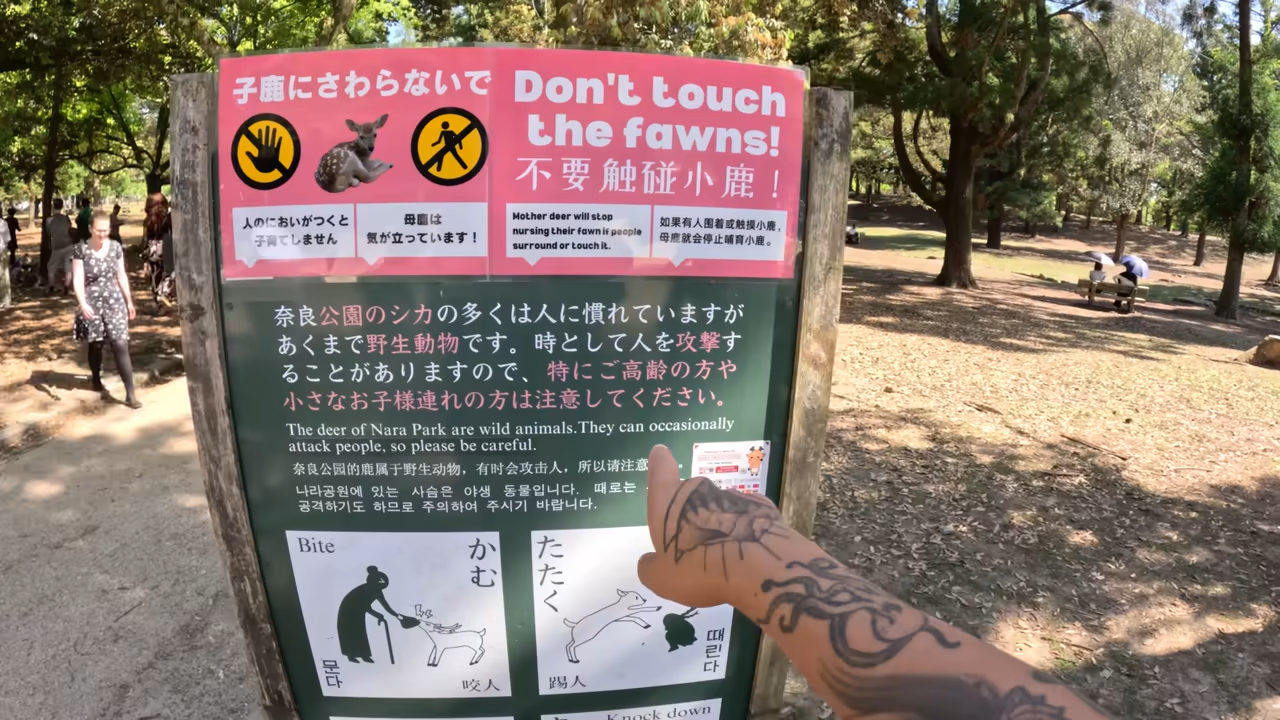 子鹿にさわらないで
人のにおいがつくと
子育てしません
母鹿は
気が立っています！
Don't touch
the fawns!
不要触碰小鹿！
Mother deer will stop
nursing their fawn if people
surround or touch it.
如果有人围着或触摸小鹿，
母鹿就会停止哺育小鹿。
奈良公園のシカの多くは人に慣れていますが
あくまで野生動物です。時として人を攻撃す
ることがありますので、特にご高齢の方や
小さなお子様連れの方は注意してください。
The deer of Nara Park are wild animals.They can occasionally
attack people, so please be careful.
奈良公园的鹿属于野生动物，有时会攻击人，所以请注意
나라공원에 있는 사슴은 야생 동물입니다. 때로는
공격하기도 하므로 주의하여 주시기 바랍니다.
Bite
かむ
문다
咬人
たたく
때린다
踢人
Knock down